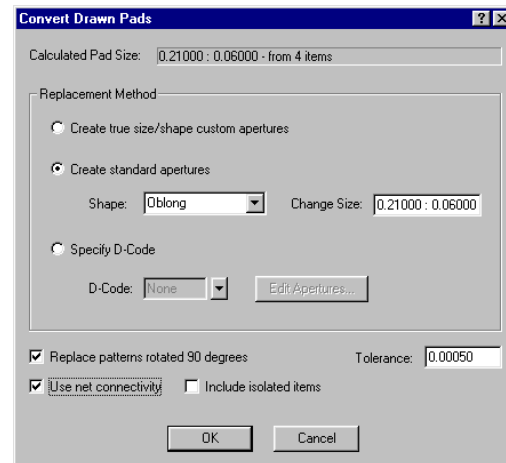 Convert Drawn Pads
Calculated Pad Size: 0.21000 : 0.06000 - from 4 items
Replacement Method
Create true size/shape custom apertures
Create standard apertures
Shape: Oblong Change Size: 0.21000 : 0.06000
Specify D-Code
D-Code: None Edit Apertures...
Replace patterns rotated 90 degrees Tolerance: 0.00050
Use net connectivity Include isolated items
OK Cancel